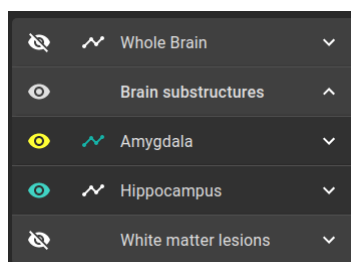 Whole Brain
Brain substructures
Amygdala
Hippocampus
White matter lesions